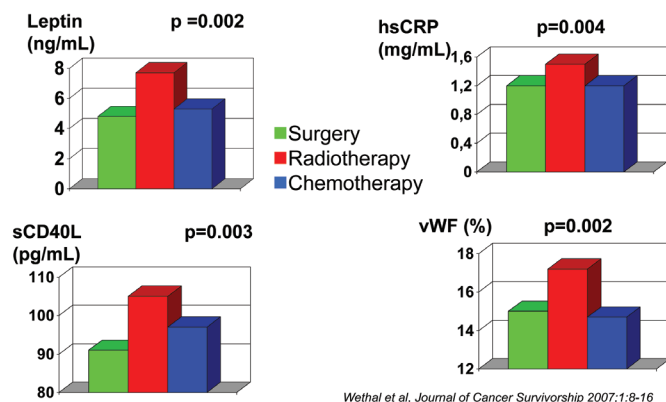 Leptin
(ng/mL)
p =0.002
8
6
4
2
0
hsCRP
(mg/mL)
p=0.004
1,6
1,2
0,8
0,4
0
Surgery
Radiotherapy
Chemotherapy
sCD40L
(pg/mL)
p=0.003
110
100
90
80
vWF (%)
p=0.002
18
16
14
12
Wethal et al. Journal of Cancer Survivorship 2007:1:8-16